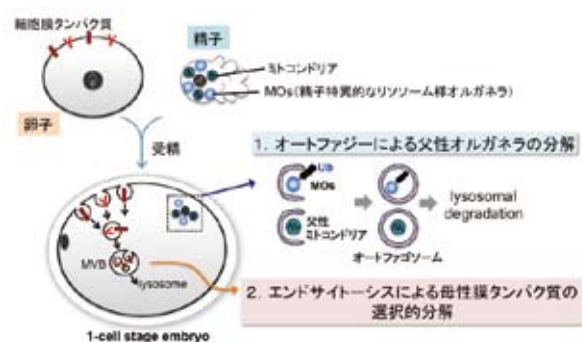 細胞膜タンパク質
精子
ミトコンドリア
MOs（精子特異的なリソソーム様オルガネラ）
卵子
受精
1. オートファジーによる父性オルガネラの分解
Ub
MOs
父性
ミトコンドリア
オートファゴソーム
lysosomal
degradation
MVB
lysosome
2. エンドサイトーシスによる母性膜タンパク質の
選択的分解
1-cell stage embryo